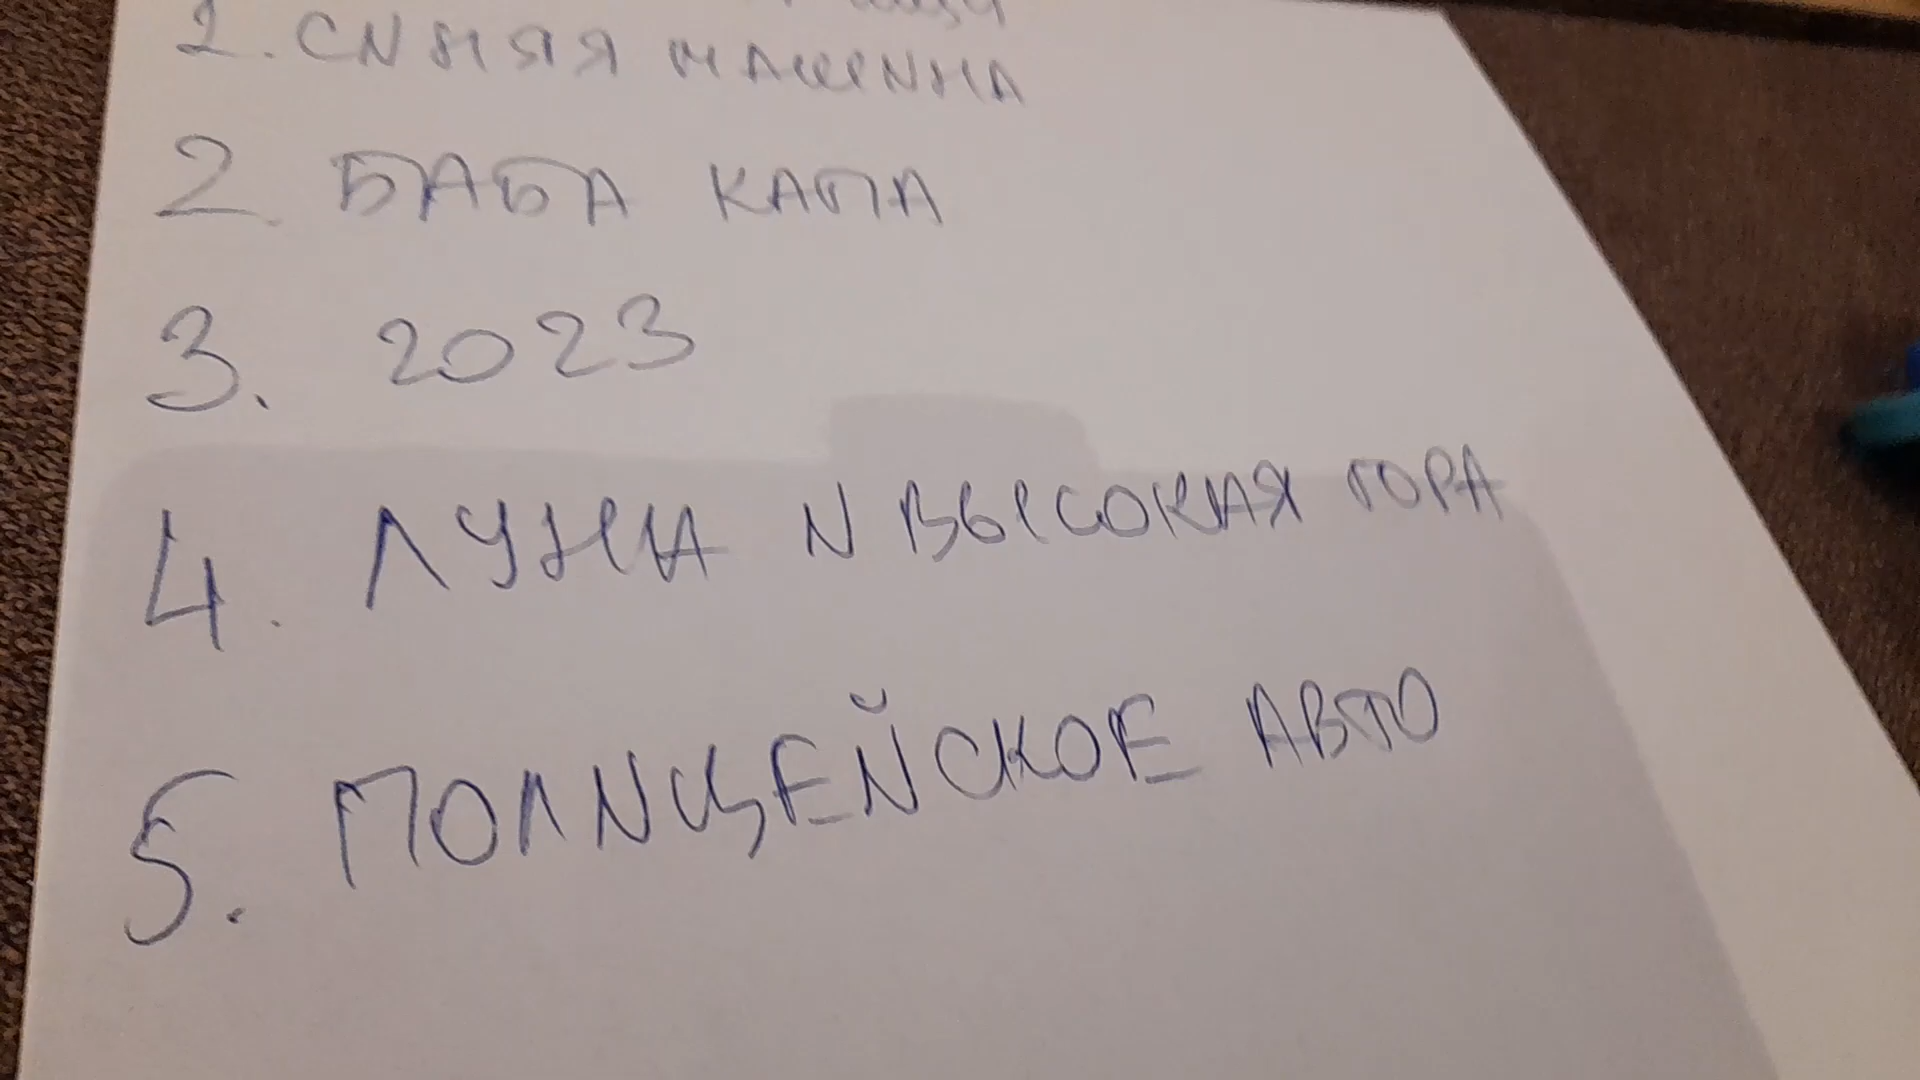 1. СИНЯЯ МАШИНА
2. БАБА КАПА
3. 2023
4. ЛУНА И ВЫСОКАЯ ГОРА
5. ПОЛИЦЕЙСКОЕ АВТО